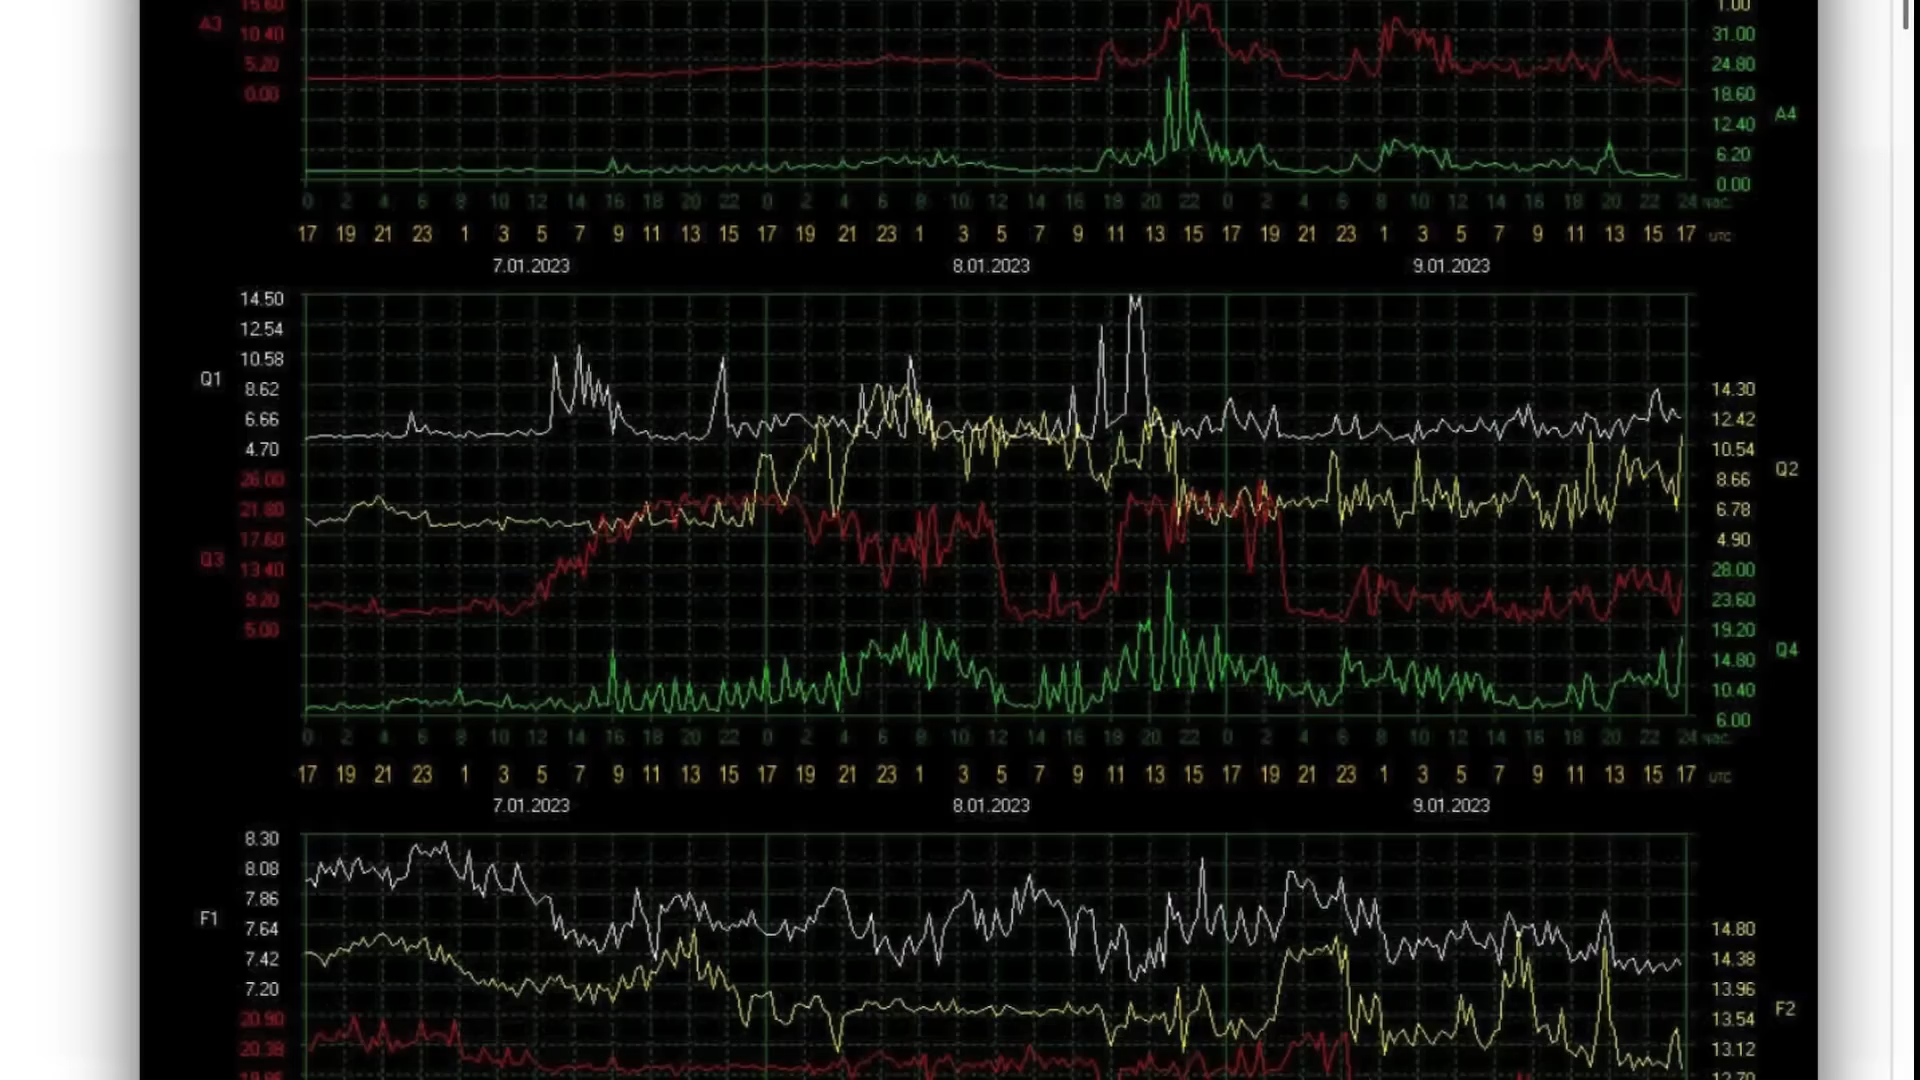 15.60 1.00
A3 10.40 31.00
5.20 24.80
0.00 18.60
A4
12.40
6.20
0.00
0 2 4 6 8 10 12 14 16 18 20 22 0 2 4 6 8 10 12 14 16 18 20 22 0 2 4 6 8 10 12 14 16 18 20 22 24
17 19 21 23 1 3 5 7 9 11 13 15 17 19 21 23 1 3 5 7 9 11 13 15 17 19 21 23 1 3 5 7 9 11 13 15 17 UTC
7.01.2023 8.01.2023 9.01.2023
14.50
12.54
10.58
Q1
8.62 14.30
6.66 12.42
4.70 10.54
Q2
26.00 8.66
21.80 6.78
17.60 4.90
Q3
13.40 28.00
9.20 23.60
5.00 19.20
Q4
14.80
10.40
6.00
0 2 4 6 8 10 12 14 16 18 20 22 0 2 4 6 8 10 12 14 16 18 20 22 0 2 4 6 8 10 12 14 16 18 20 22 24
17 19 21 23 1 3 5 7 9 11 13 15 17 19 21 23 1 3 5 7 9 11 13 15 17 19 21 23 1 3 5 7 9 11 13 15 17 UTC
7.01.2023 8.01.2023 9.01.2023
8.30
8.08
7.86
F1
7.64 14.80
7.42 14.38
7.20 13.96
F2
20.90 13.54
20.38 13.12
12.70